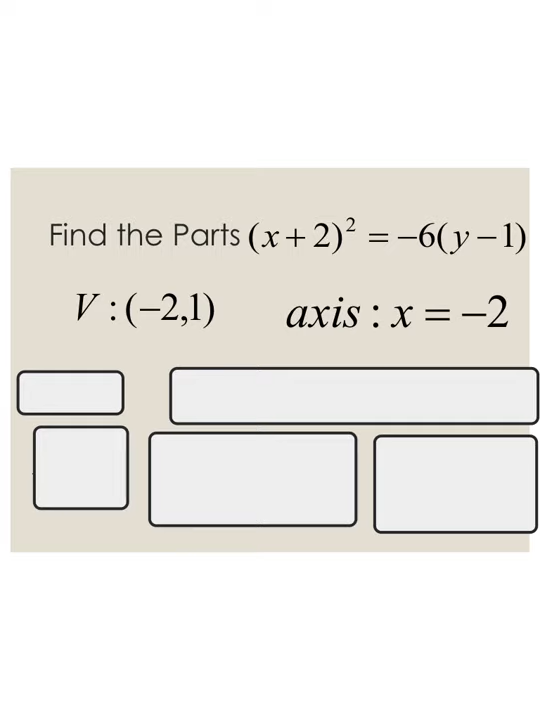 Find the Parts (x + 2)² = −6(y − 1)
V : (−2,1) axis : x = −2